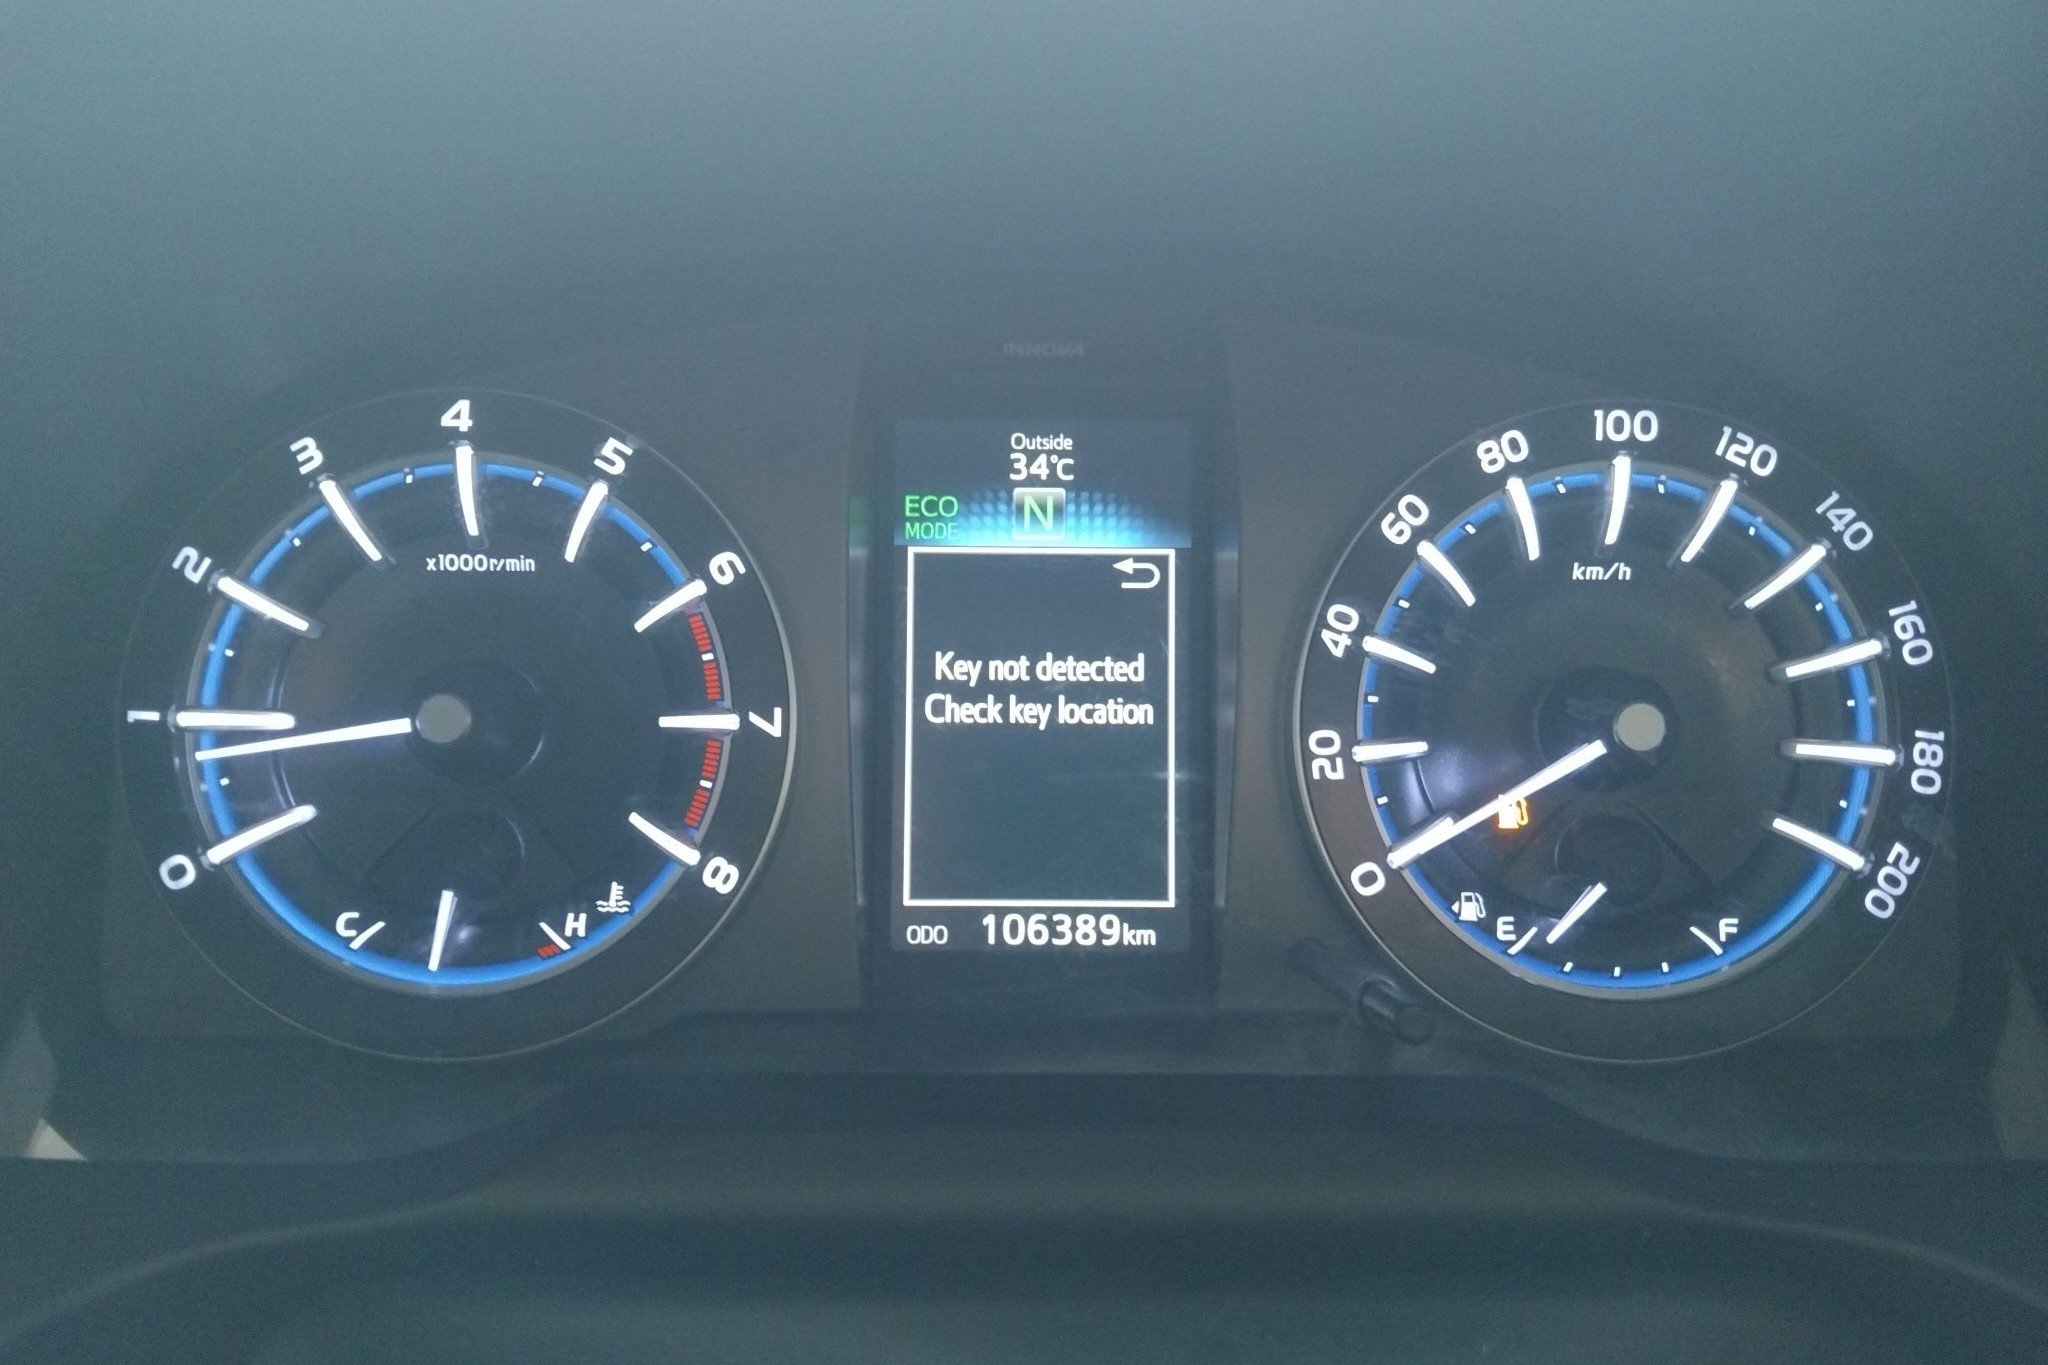 INNOVA
Outside
34°C
ECO
MODE
N
Key not detected
Check key location
ODO 106389km
0
1
2
3
4
5
6
7
8
x1000r/min
C
H
0
20
40
60
80
100
120
140
160
180
200
km/h
E
F